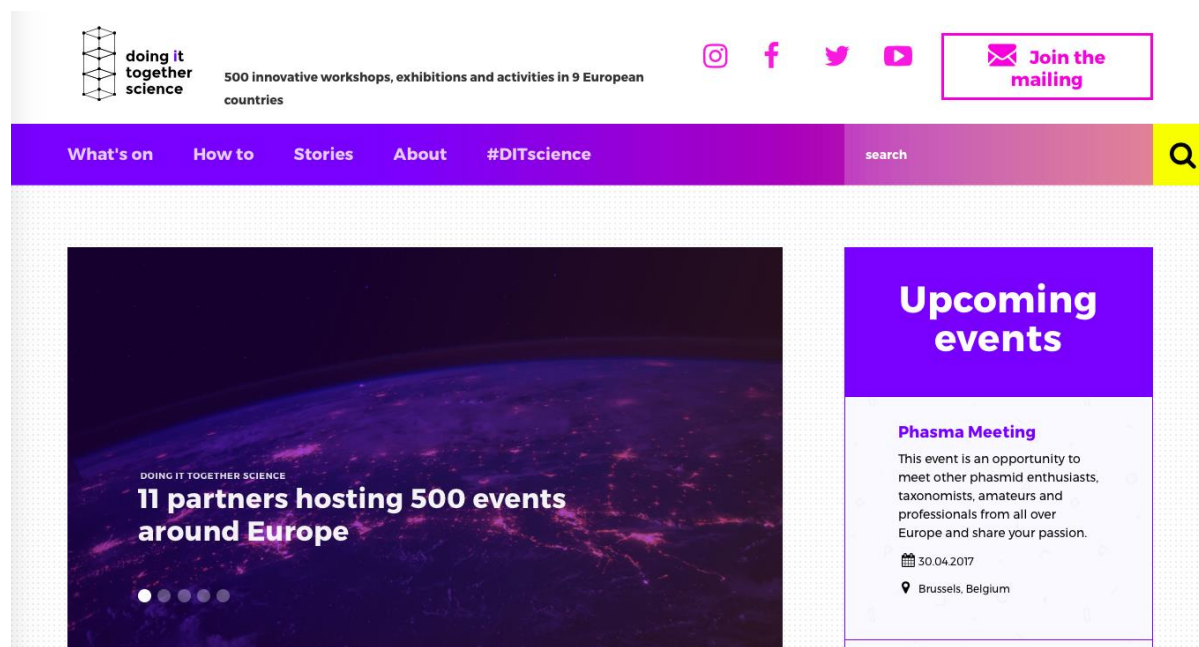 doing it
together
science
500 innovative workshops, exhibitions and activities in 9 European
countries
Join the
mailing
What's on How to Stories About #DITscience
search
DOING IT TOGETHER SCIENCE
11 partners hosting 500 events
around Europe
Upcoming
events
Phasma Meeting
This event is an opportunity to
meet other phasmid enthusiasts,
taxonomists, amateurs and
professionals from all over
Europe and share your passion.
30.04.2017
Brussels, Belgium